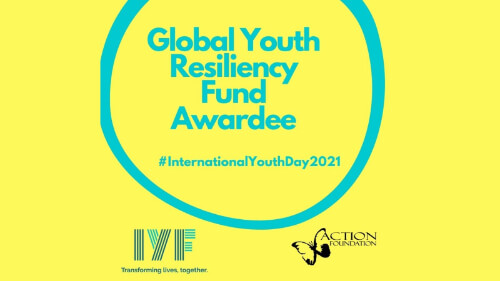 Global Youth
Resiliency
Fund
Awardee
#InternationalYouthDay2021
IYF
Transforming lives, together.
ACTION
FOUNDATION